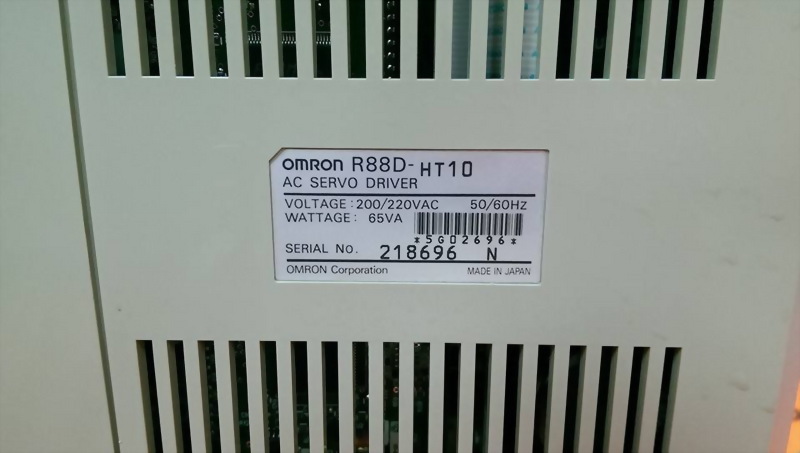 OMRON R88D-HT10
AC SERVO DRIVER
VOLTAGE: 200/220VAC 50/60Hz
WATTAGE: 65VA
*5G02696*
SERIAL No. 218696 N
OMRON Corporation MADE IN JAPAN